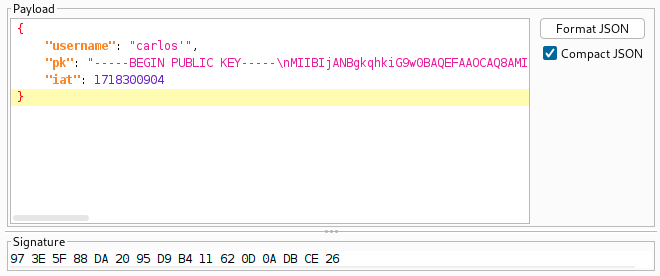 Payload
{
"username": "carlos'",
"pk": "-----BEGIN PUBLIC KEY-----\nMIIBIjANBgkqhkiG9w0BAQEFAAOCAQ8AMI
"iat": 1718300904
}
Format JSON
Compact JSON
Signature
97 3E 5F 88 DA 20 95 D9 B4 11 62 0D 0A DB CE 26